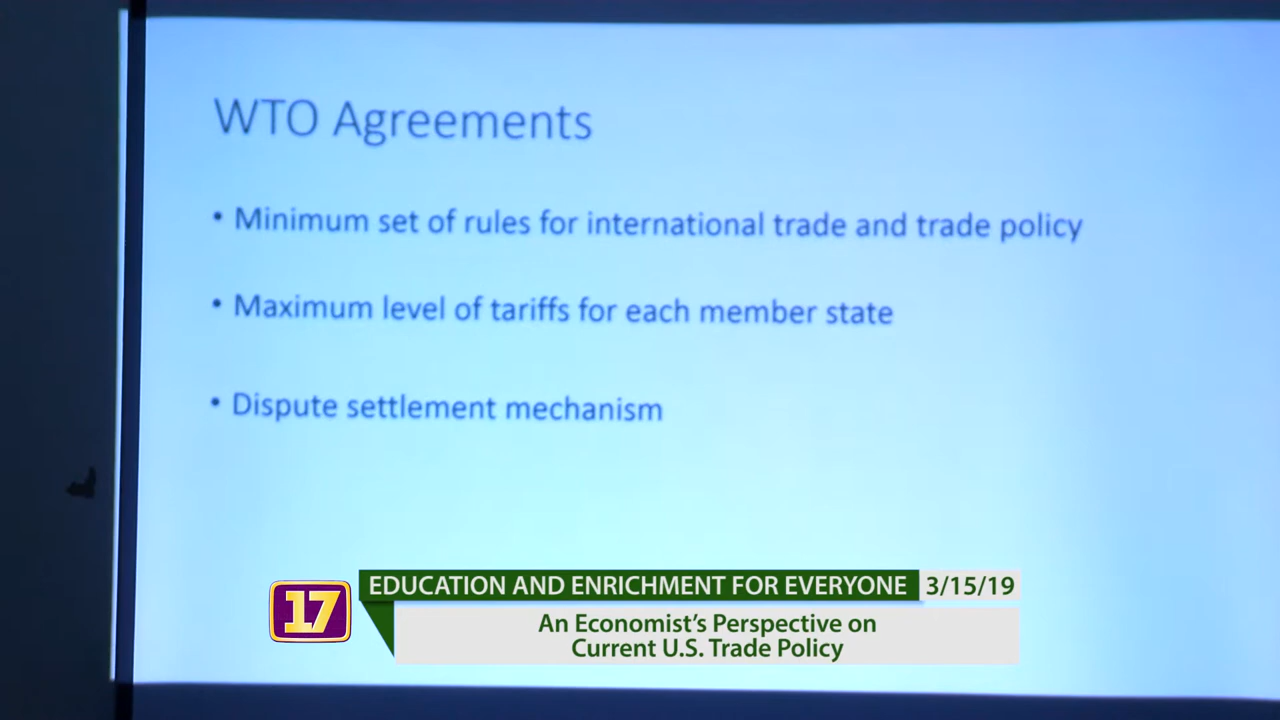 WTO Agreements
• Minimum set of rules for international trade and trade policy
• Maximum level of tariffs for each member state
• Dispute settlement mechanism
17
EDUCATION AND ENRICHMENT FOR EVERYONE 3/15/19
An Economist's Perspective on
Current U.S. Trade Policy